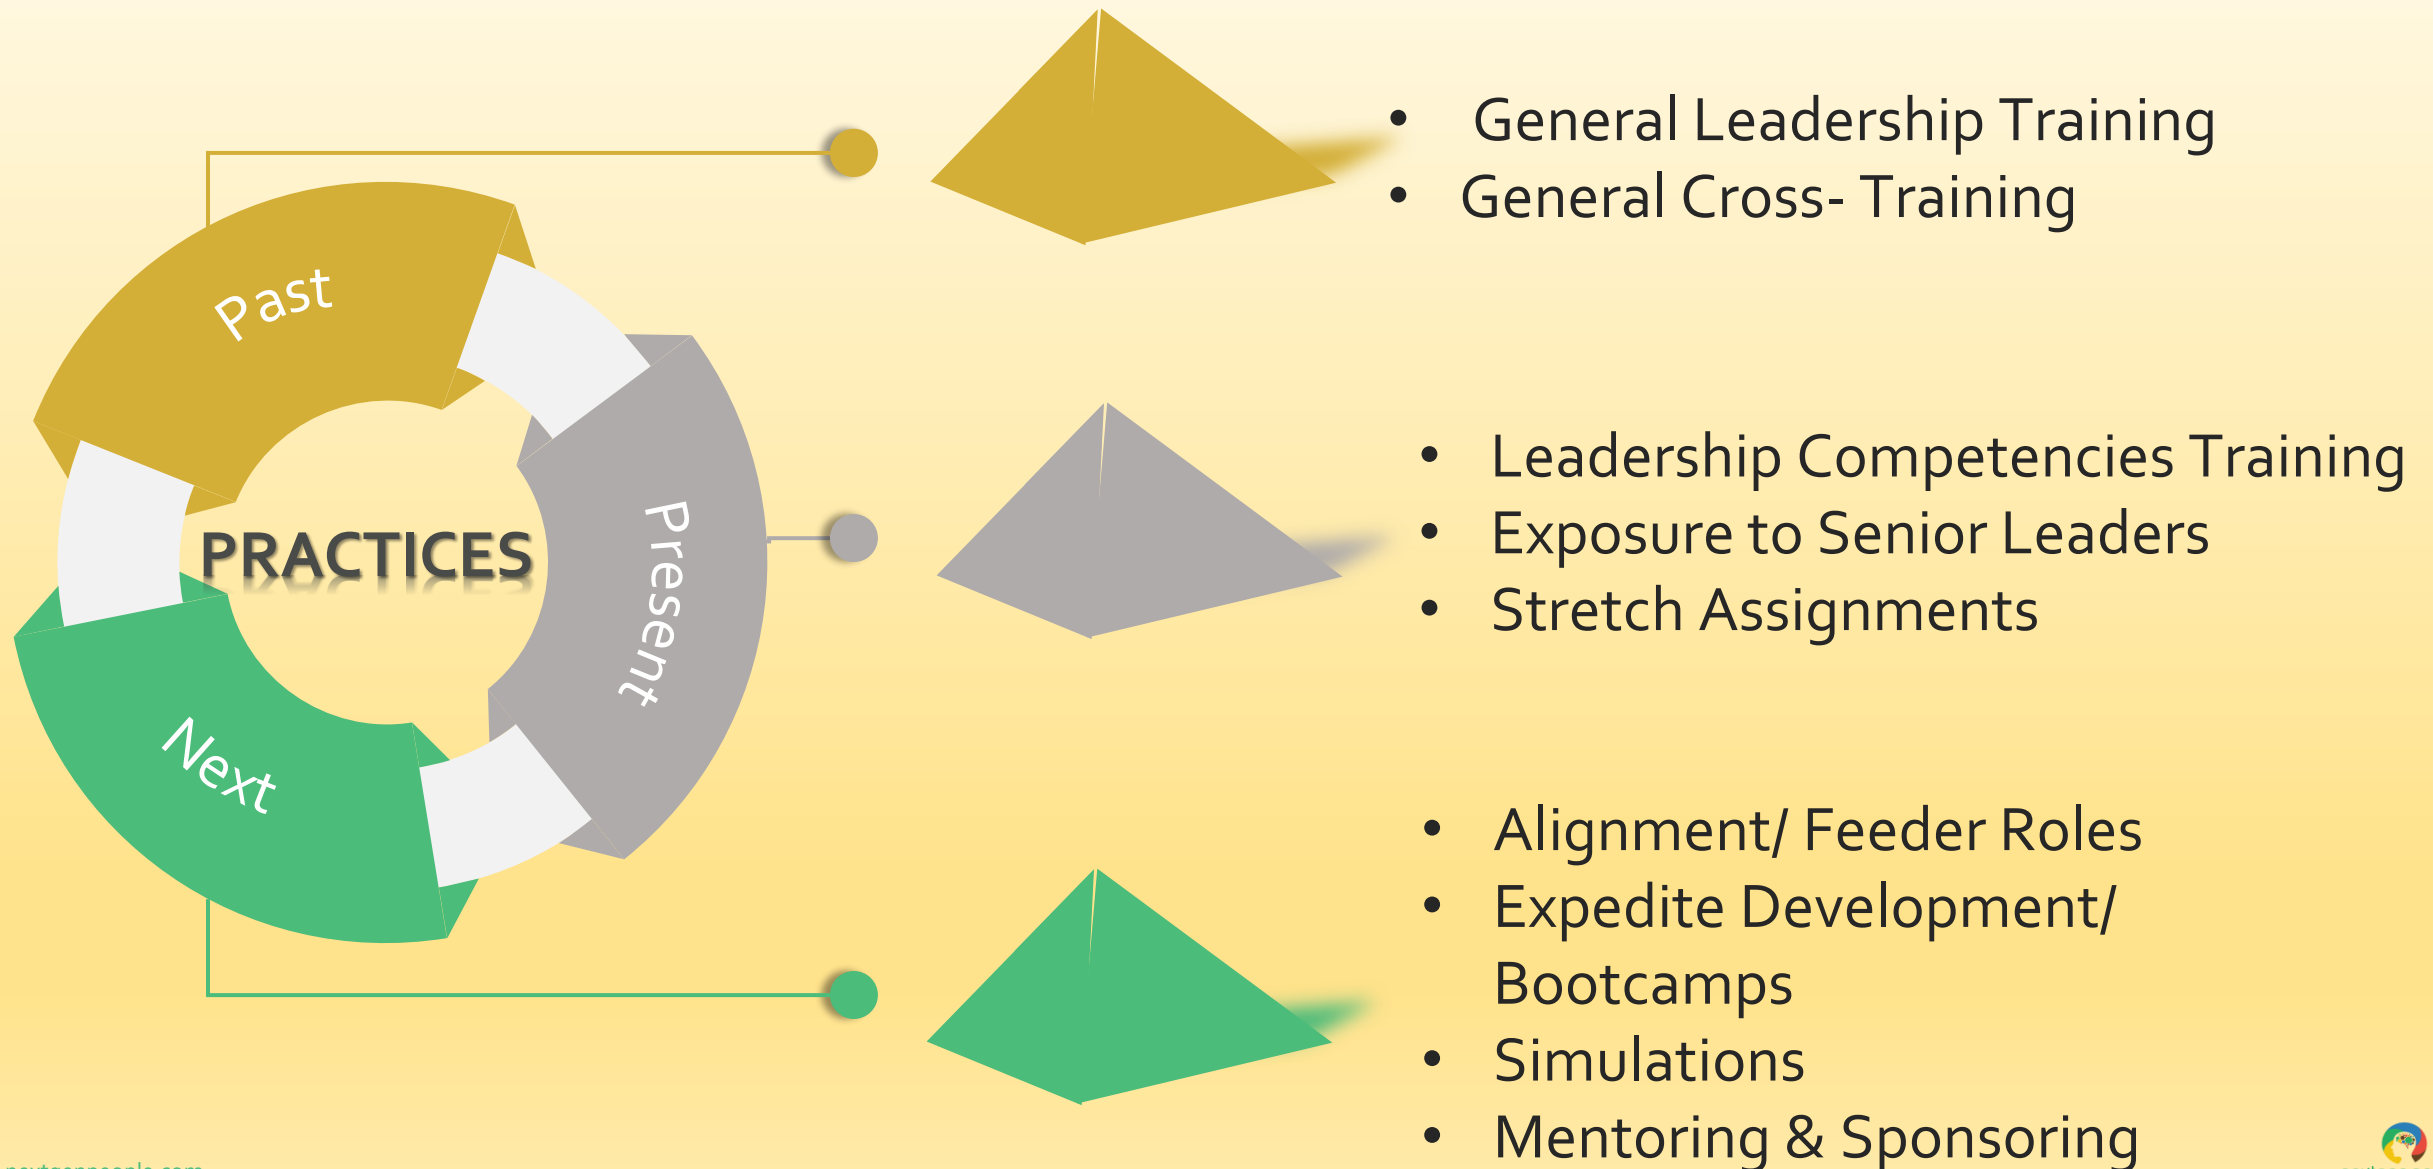 General Leadership Training
General Cross- Training
Past
Leadership Competencies Training
Exposure to Senior Leaders
Stretch Assignments
PRACTICES
Present
Next
Alignment/ Feeder Roles
Expedite Development/
Bootcamps
Simulations
Mentoring & Sponsoring